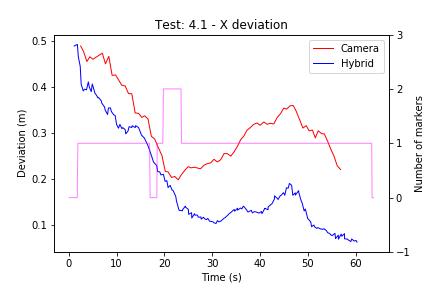 Test: 4.1 - X deviation
Camera
Hybrid
Deviation (m)
0.5
0.4
0.3
0.2
0.1
Number of markers
3
2
1
0
−1
0 10 20 30 40 50 60
Time (s)